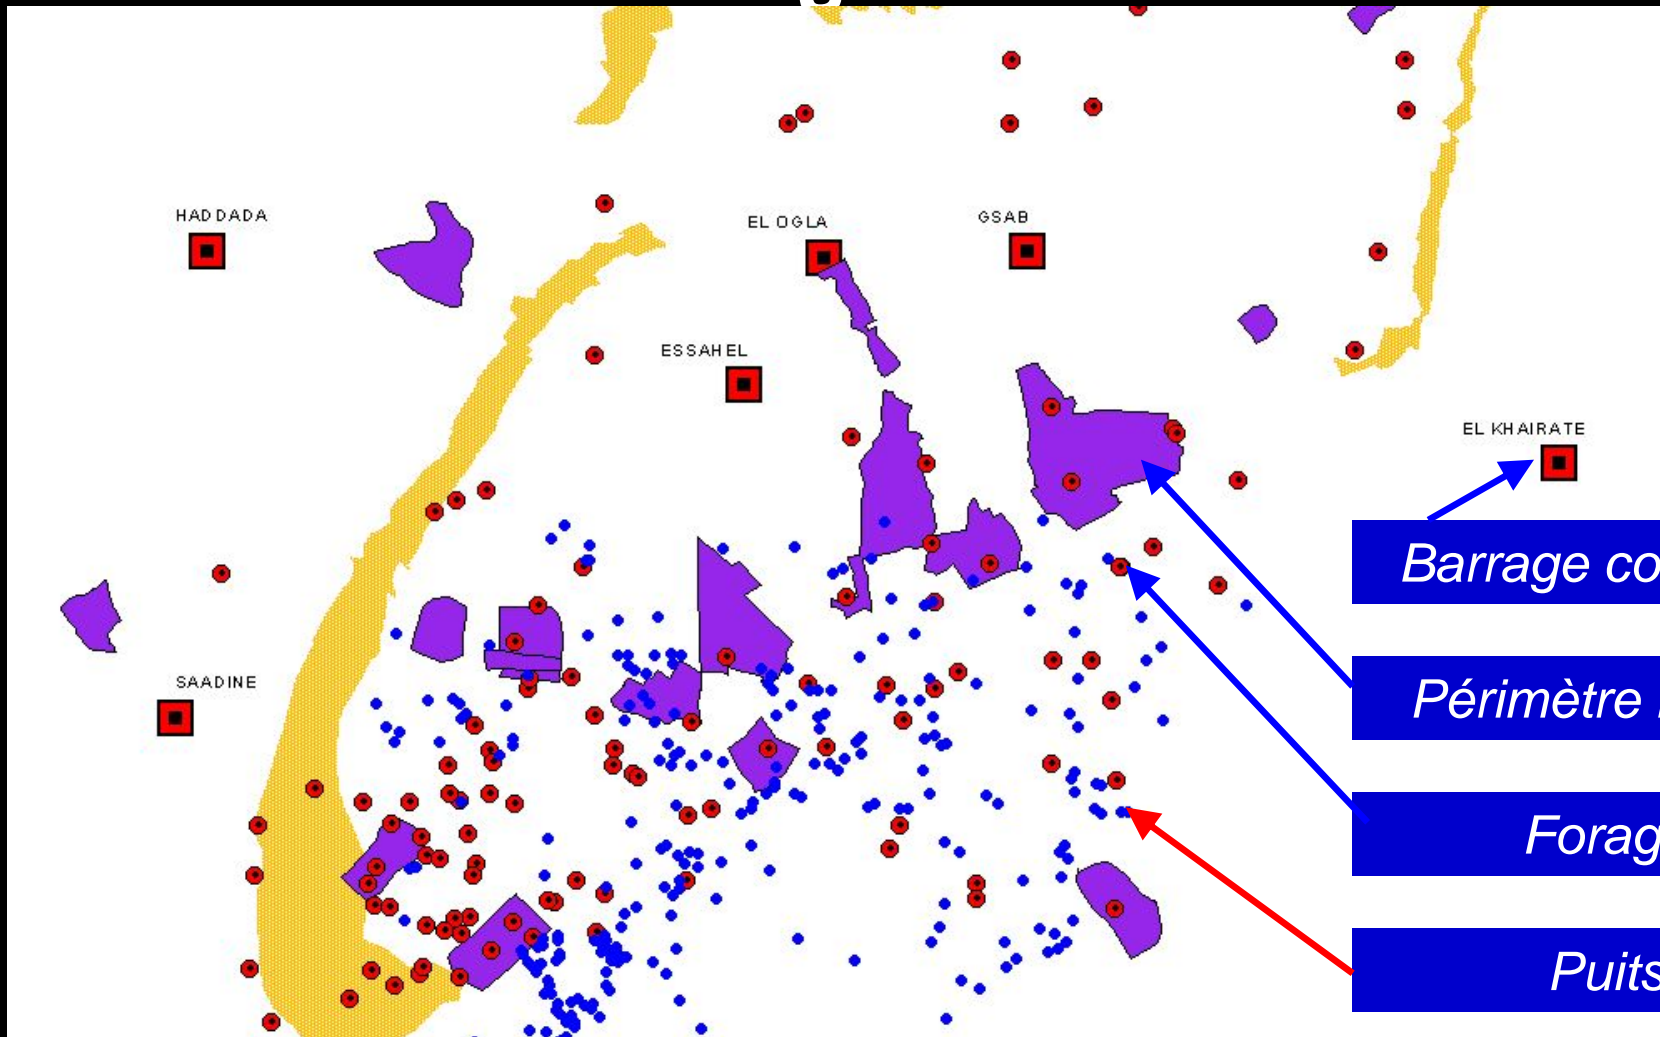 HADDADA
EL OGLA
GSAB
ESSAHEL
EL KHAIRATE
Barrage co
Périmètre
SAADINE
Forag
Puits